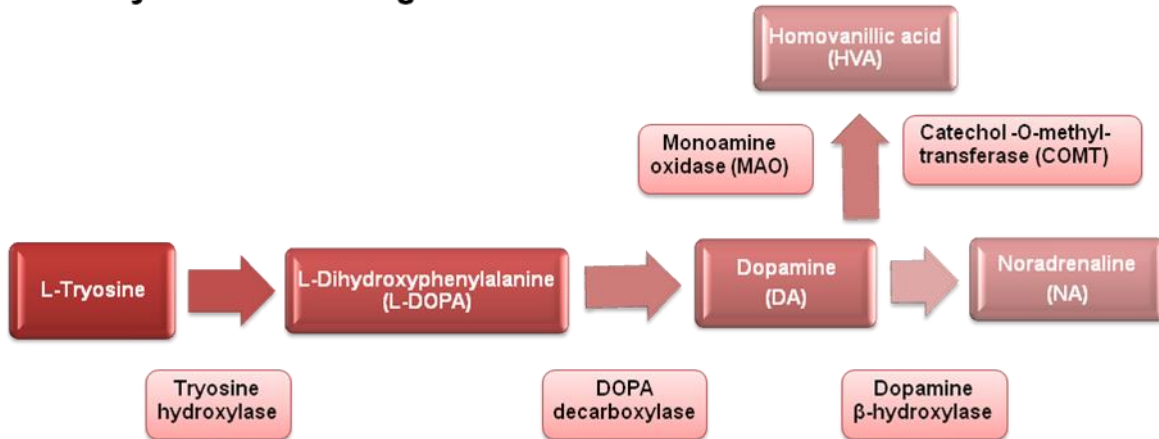 Homovanillic acid
(HVA)
Monoamine
oxidase (MAO)
Catechol -O-methyl-
transferase (COMT)
L-Tryosine
L-Dihydroxyphenylalanine
(L-DOPA)
Dopamine
(DA)
Noradrenaline
(NA)
Tryosine
hydroxylase
DOPA
decarboxylase
Dopamine
β-hydroxylase